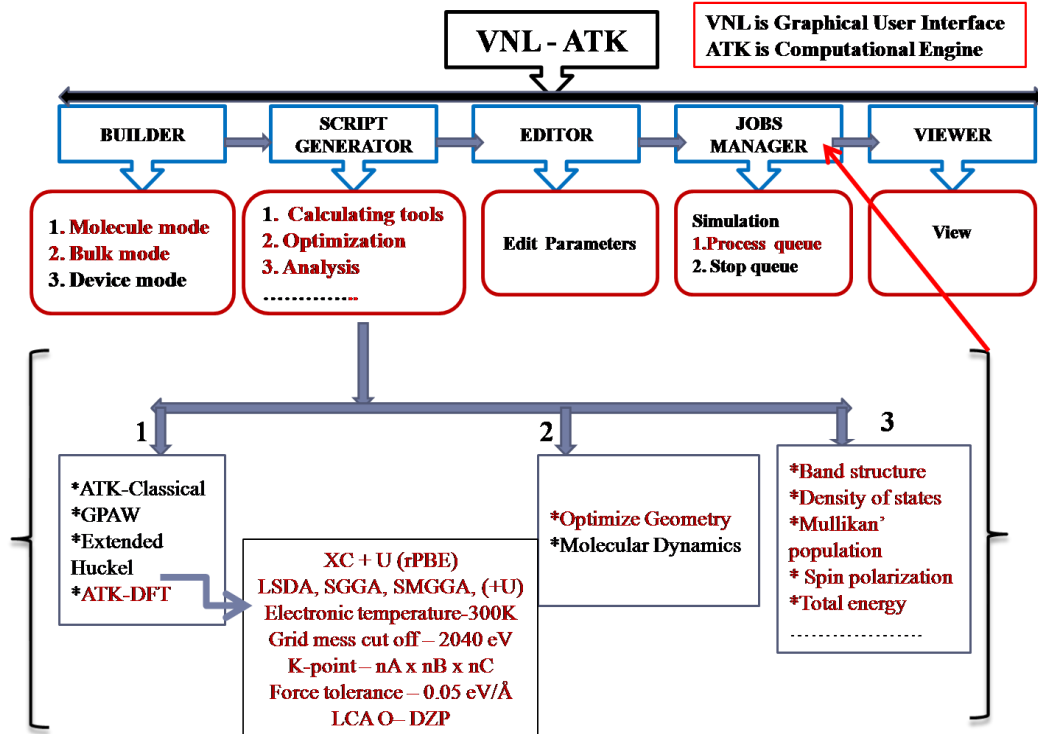 VNL - ATK
VNL is Graphical User Interface
ATK is Computational Engine
BUILDER
SCRIPT
GENERATOR
EDITOR
JOBS
MANAGER
VIEWER
1. Molecule mode
2. Bulk mode
3. Device mode
1. Calculating tools
2. Optimization
3. Analysis
................
Edit Parameters
Simulation
1.Process queue
2. Stop queue
View
1
2
3
*ATK-Classical
*GPAW
*Extended
Huckel
*ATK-DFT
XC + U (rPBE)
LSDA, SGGA, SMGGA, (+U)
Electronic temperature-300K
Grid mess cut off – 2040 eV
K-point – nA x nB x nC
Force tolerance – 0.05 eV/Å
LCA O– DZP
*Optimize Geometry
*Molecular Dynamics
*Band structure
*Density of states
*Mullikan’
population
* Spin polarization
*Total energy
.....................